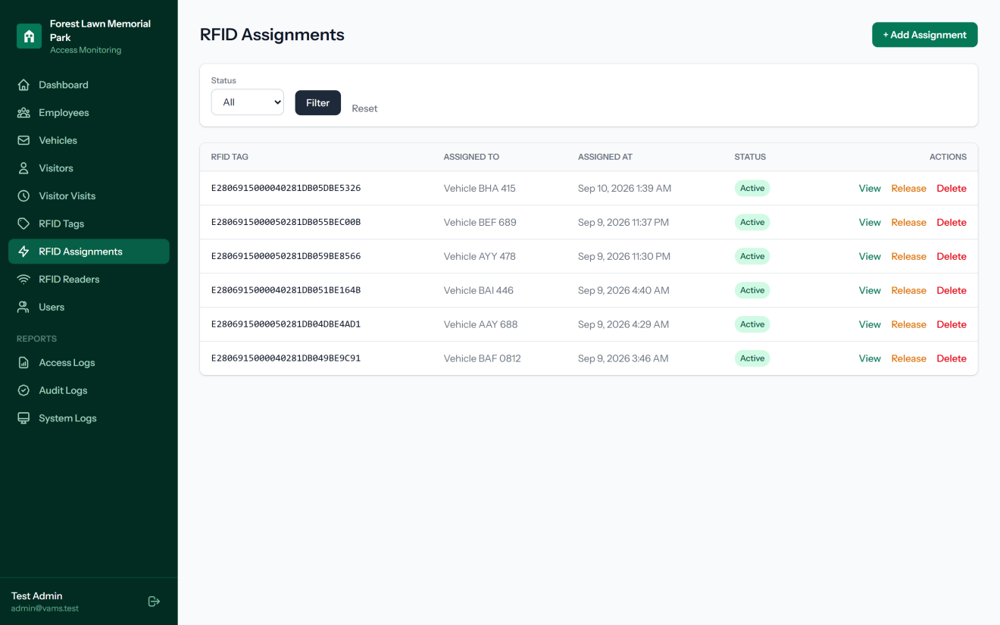 Forest Lawn Memorial
Park
Access Monitoring
Dashboard
Employees
Vehicles
Visitors
Visitor Visits
RFID Tags
RFID Assignments
RFID Readers
Users
REPORTS
Access Logs
Audit Logs
System Logs
Test Admin
admin@vams.test
RFID Assignments
+ Add Assignment
Status
All
Filter
Reset
RFID TAG ASSIGNED TO ASSIGNED AT STATUS ACTIONS
E2806915000040281DB05DBE5326 Vehicle BHA 415 Sep 10, 2026 1:39 AM Active View Release Delete
E2806915000050281DB055BEC00B Vehicle BEF 689 Sep 9, 2026 11:37 PM Active View Release Delete
E2806915000050281DB059BE8566 Vehicle AYY 478 Sep 9, 2026 11:30 PM Active View Release Delete
E2806915000040281DB051BE164B Vehicle BAI 446 Sep 9, 2026 4:40 AM Active View Release Delete
E2806915000050281DB04DBE4AD1 Vehicle AAY 688 Sep 9, 2026 4:29 AM Active View Release Delete
E2806915000040281DB049BE9C91 Vehicle BAF 0812 Sep 9, 2026 3:46 AM Active View Release Delete